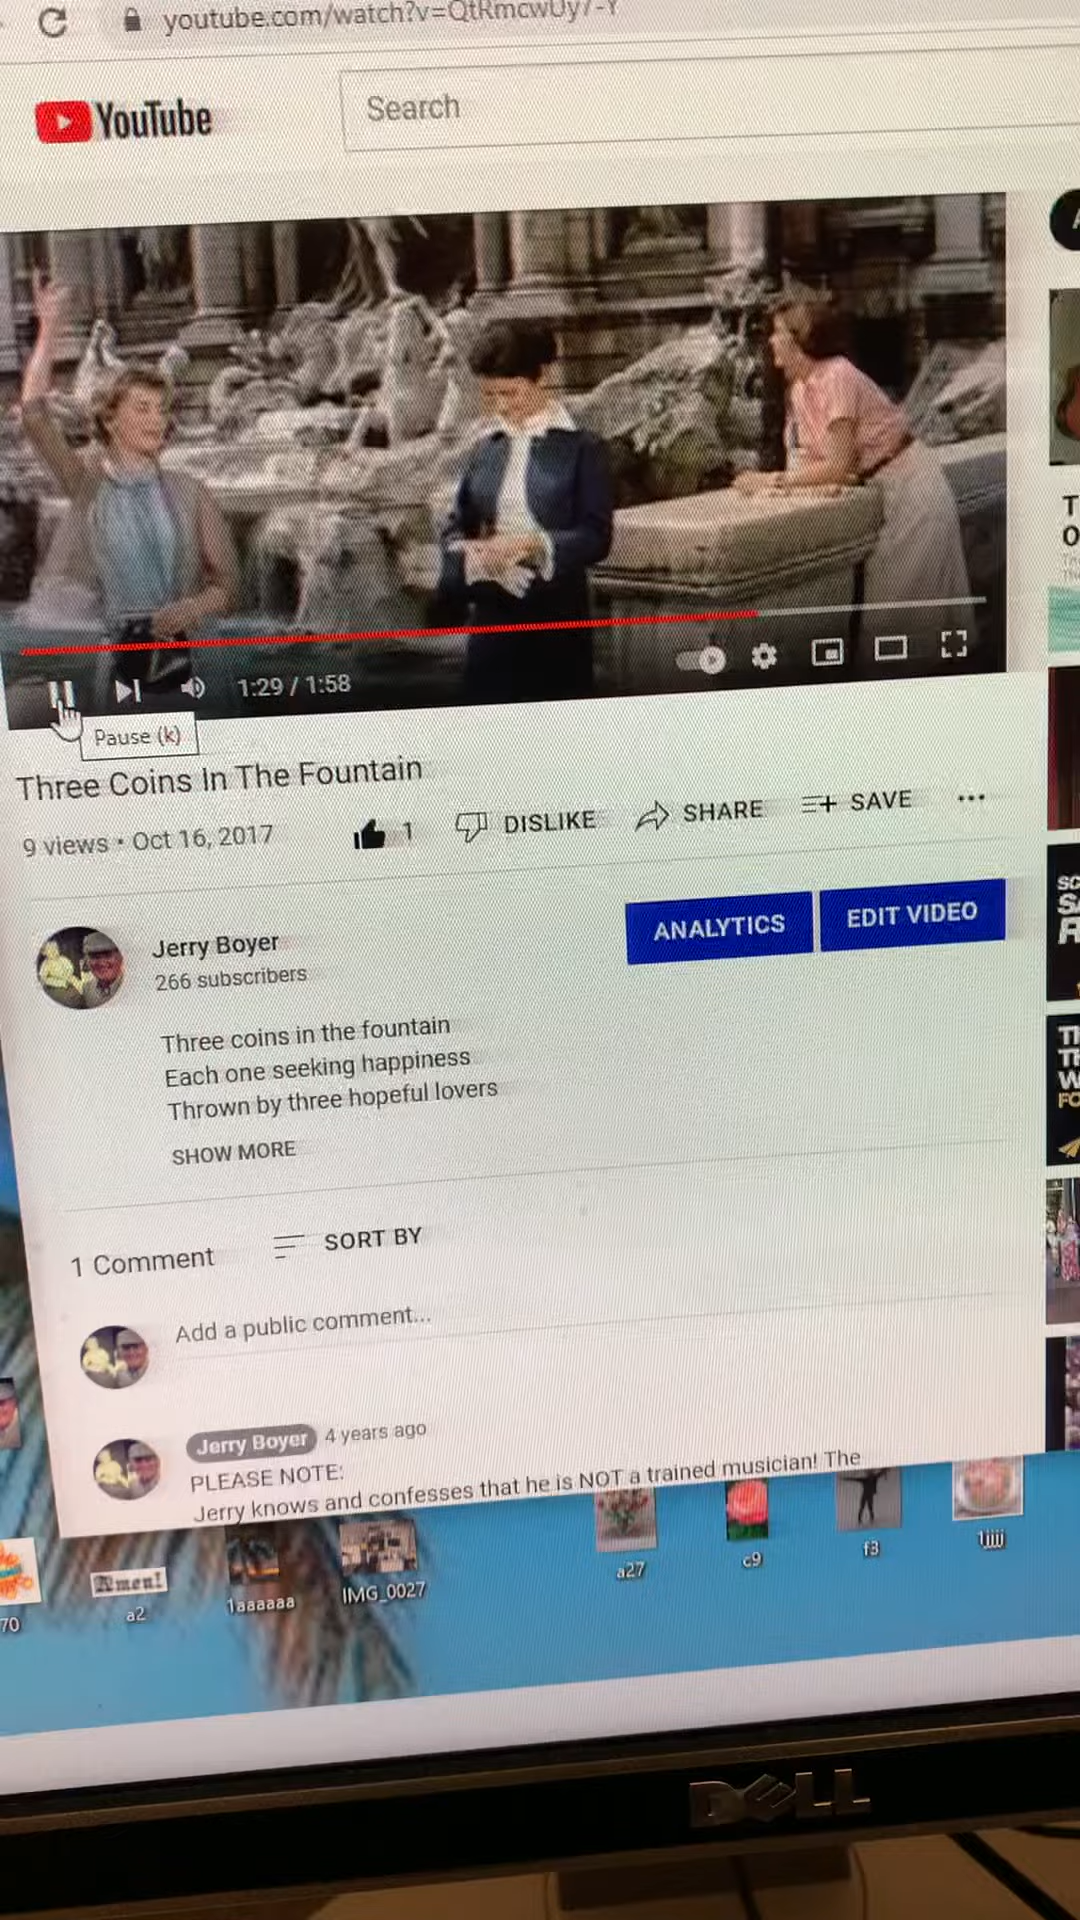 youtube.com/watch?v=QtRmcwUy7-Y
YouTube
Search
1:29 / 1:58
Pause (k)
Three Coins In The Fountain
9 views • Oct 16, 2017
1
DISLIKE
SHARE
SAVE
Jerry Boyer
266 subscribers
ANALYTICS
EDIT VIDEO
Three coins in the fountain
Each one seeking happiness
Thrown by three hopeful lovers
SHOW MORE
1 Comment
SORT BY
Add a public comment...
Jerry Boyer 4 years ago
PLEASE NOTE:
Jerry knows and confesses that he is NOT a trained musician! The
Amen!
70
a2
1aaaaaa
IMG_0027
a27
c9
f3
1jjjj
DELL